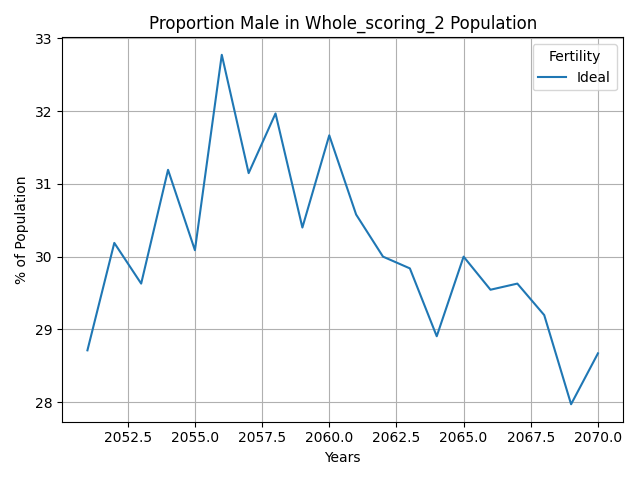 Proportion Male in Whole_scoring_2 Population
33
32
31
30
29
28
% of Population
Fertility
Ideal
2052.5 2055.0 2057.5 2060.0 2062.5 2065.0 2067.5 2070.0
Years